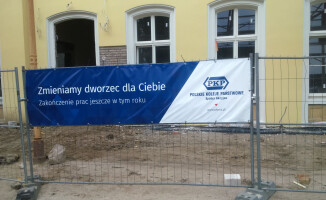 Zmieniamy dworzec dla Ciebie
Zakończenie prac jeszcze w tym roku
PKP
POLSKIE KOLEJE PAŃSTWOWE